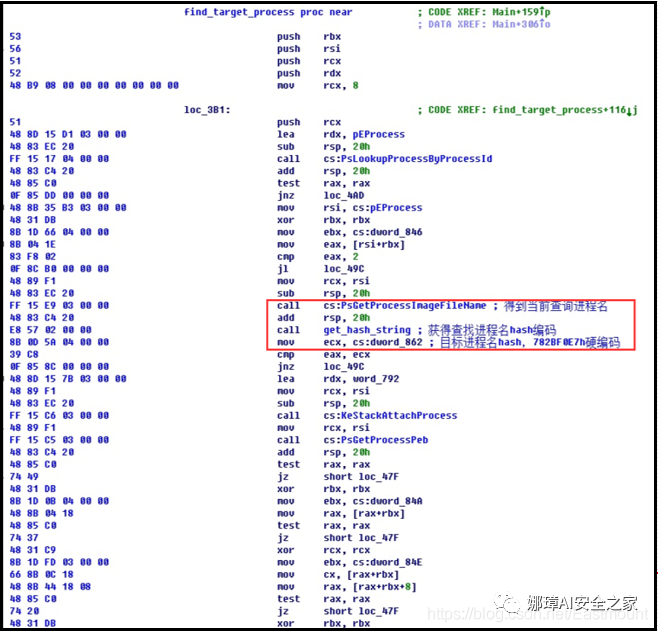 find_target_process proc near ; CODE XREF: Main+159↑p
; DATA XREF: Main+306↑o
53 push rbx
56 push rsi
51 push rcx
52 push rdx
48 B9 08 00 00 00 00 00 00 00 mov rcx, 8
loc_3B1: ; CODE XREF: find_target_process+116↓j
51 push rcx
48 8D 15 D1 03 00 00 lea rdx, pEProcess
48 83 EC 20 sub rsp, 20h
FF 15 17 04 00 00 call cs:PsLookupProcessByProcessId
48 83 C4 20 add rsp, 20h
48 85 C0 test rax, rax
0F 85 DD 00 00 00 jnz loc_4AD
48 8B 35 B3 03 00 00 mov rsi, cs:pEProcess
48 31 DB xor rbx, rbx
8B 1D 66 04 00 00 mov ebx, cs:dword_846
8B 04 1E mov eax, [rsi+rbx]
83 F8 02 cmp eax, 2
0F 8C B0 00 00 00 jl loc_49C
48 89 F1 mov rcx, rsi
48 83 EC 20 sub rsp, 20h
FF 15 E9 03 00 00 call cs:PsGetProcessImageFileName ; 得到当前查询进程名
48 83 C4 20 add rsp, 20h
E8 57 02 00 00 call get_hash_string ; 获得查找进程名hash编码
8B 0D 5A 04 00 00 mov ecx, cs:dword_862 ; 目标进程名hash, 782BF0E7h硬编码
39 C8 cmp eax, ecx
0F 85 8C 00 00 00 jnz loc_49C
48 8D 15 7B 03 00 00 lea rdx, word_792
48 89 F1 mov rcx, rsi
48 83 EC 20 sub rsp, 20h
FF 15 C6 03 00 00 call cs:KeStackAttachProcess
48 89 F1 mov rcx, rsi
FF 15 C5 03 00 00 call cs:PsGetProcessPeb
48 83 C4 20 add rsp, 20h
48 85 C0 test rax, rax
74 49 jz short loc_47F
48 31 DB xor rbx, rbx
8B 1D 0B 04 00 00 mov ebx, cs:dword_84A
48 8B 04 18 mov rax, [rax+rbx]
48 85 C0 test rax, rax
74 37 jz short loc_47F
48 31 C9 xor rcx, rcx
8B 1D FD 03 00 00 mov ebx, cs:dword_84E
66 8B 0C 18 mov cx, [rax+rbx]
48 8B 44 18 08 mov rax, [rax+rbx+8]
48 85 C0 test rax, rax
74 20 jz short loc_47F
48 31 DB xor rbx, rbx
娜璋AI安全之家
https://blog.csdn.net/Eastmount